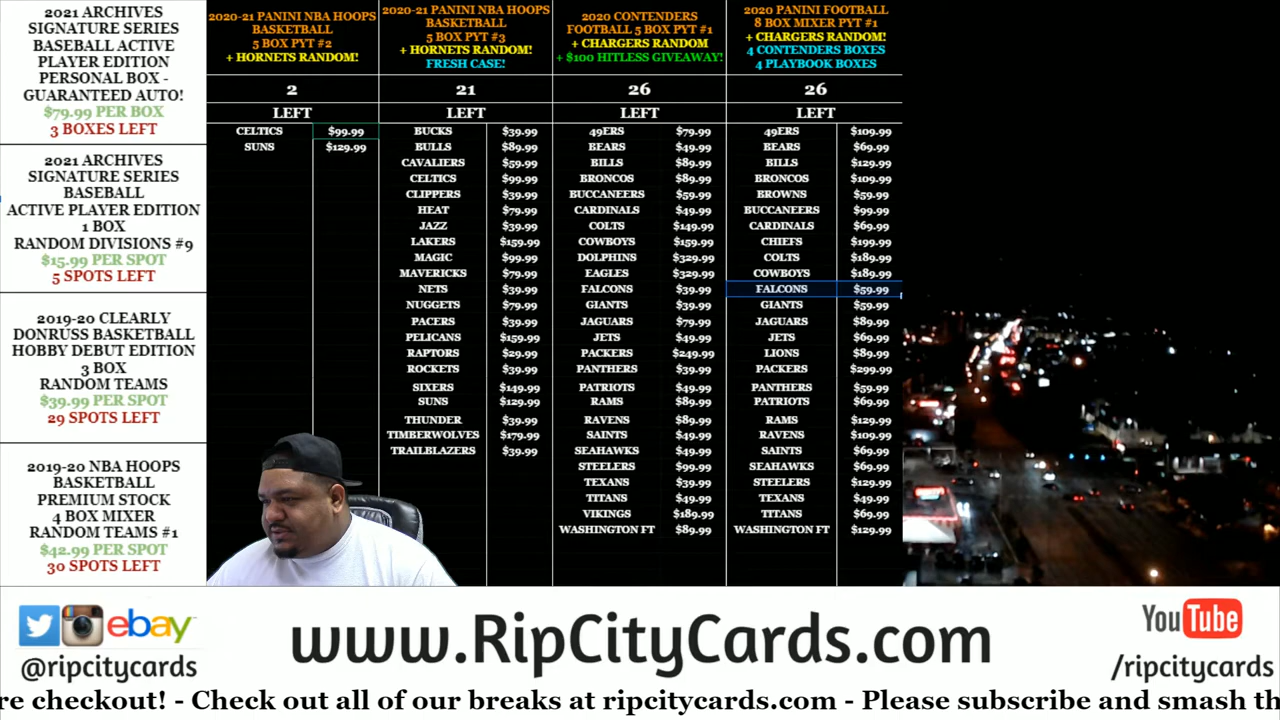 2021 ARCHIVES
SIGNATURE SERIES
BASEBALL ACTIVE
PLAYER EDITION
PERSONAL BOX -
GUARANTEED AUTO!
$79.99 PER BOX
3 BOXES LEFT
2021 ARCHIVES
SIGNATURE SERIES
BASEBALL
ACTIVE PLAYER EDITION
1 BOX
RANDOM DIVISIONS #9
$15.99 PER SPOT
5 SPOTS LEFT
2019-20 CLEARLY
DONRUSS BASKETBALL
HOBBY DEBUT EDITION
3 BOX
RANDOM TEAMS
$39.99 PER SPOT
29 SPOTS LEFT
2019-20 NBA HOOPS
BASKETBALL
PREMIUM STOCK
4 BOX MIXER
RANDOM TEAMS #1
$42.99 PER SPOT
30 SPOTS LEFT
2020-21 PANINI NBA HOOPS
BASKETBALL
5 BOX PYT #2
+ HORNETS RANDOM!
2
LEFT
CELTICS $99.99
SUNS $129.99
2020-21 PANINI NBA HOOPS
BASKETBALL
5 BOX PYT #3
+ HORNETS RANDOM!
FRESH CASE!
21
LEFT
BUCKS $39.99
BULLS $89.99
CAVALIERS $59.99
CELTICS $99.99
CLIPPERS $39.99
HEAT $79.99
JAZZ $39.99
LAKERS $159.99
MAGIC $99.99
MAVERICKS $79.99
NETS $39.99
NUGGETS $79.99
PACERS $39.99
PELICANS $159.99
RAPTORS $29.99
ROCKETS $39.99
SIXERS $149.99
SUNS $129.99
THUNDER $39.99
TIMBERWOLVES $179.99
TRAILBLAZERS $39.99
2020 CONTENDERS
FOOTBALL 5 BOX PYT #1
+ CHARGERS RANDOM
+ $100 HITLESS GIVEAWAY!
26
LEFT
49ERS $79.99
BEARS $49.99
BILLS $89.99
BRONCOS $89.99
BUCCANEERS $59.99
CARDINALS $49.99
COLTS $149.99
COWBOYS $159.99
DOLPHINS $329.99
EAGLES $329.99
FALCONS $39.99
GIANTS $39.99
JAGUARS $79.99
JETS $49.99
PACKERS $249.99
PANTHERS $39.99
PATRIOTS $49.99
RAMS $89.99
RAVENS $89.99
SAINTS $49.99
SEAHAWKS $49.99
STEELERS $99.99
TEXANS $39.99
TITANS $49.99
VIKINGS $189.99
WASHINGTON FT $89.99
2020 PANINI FOOTBALL
8 BOX MIXER PYT #1
+ CHARGERS RANDOM!
4 CONTENDERS BOXES
4 PLAYBOOK BOXES
26
LEFT
49ERS $109.99
BEARS $69.99
BILLS $129.99
BRONCOS $109.99
BROWNS $59.99
BUCCANEERS $99.99
CARDINALS $69.99
CHIEFS $199.99
COLTS $189.99
COWBOYS $189.99
FALCONS $59.99
GIANTS $59.99
JAGUARS $89.99
JETS $69.99
LIONS $89.99
PACKERS $299.99
PANTHERS $59.99
PATRIOTS $69.99
RAMS $129.99
RAVENS $109.99
SAINTS $69.99
SEAHAWKS $69.99
STEELERS $129.99
TEXANS $49.99
TITANS $69.99
WASHINGTON FT $129.99
ebay
@ripcitycards
www.RipCityCards.com
YouTube
/ripcitycards
re checkout! - Check out all of our breaks at ripcitycards.com - Please subscribe and smash th